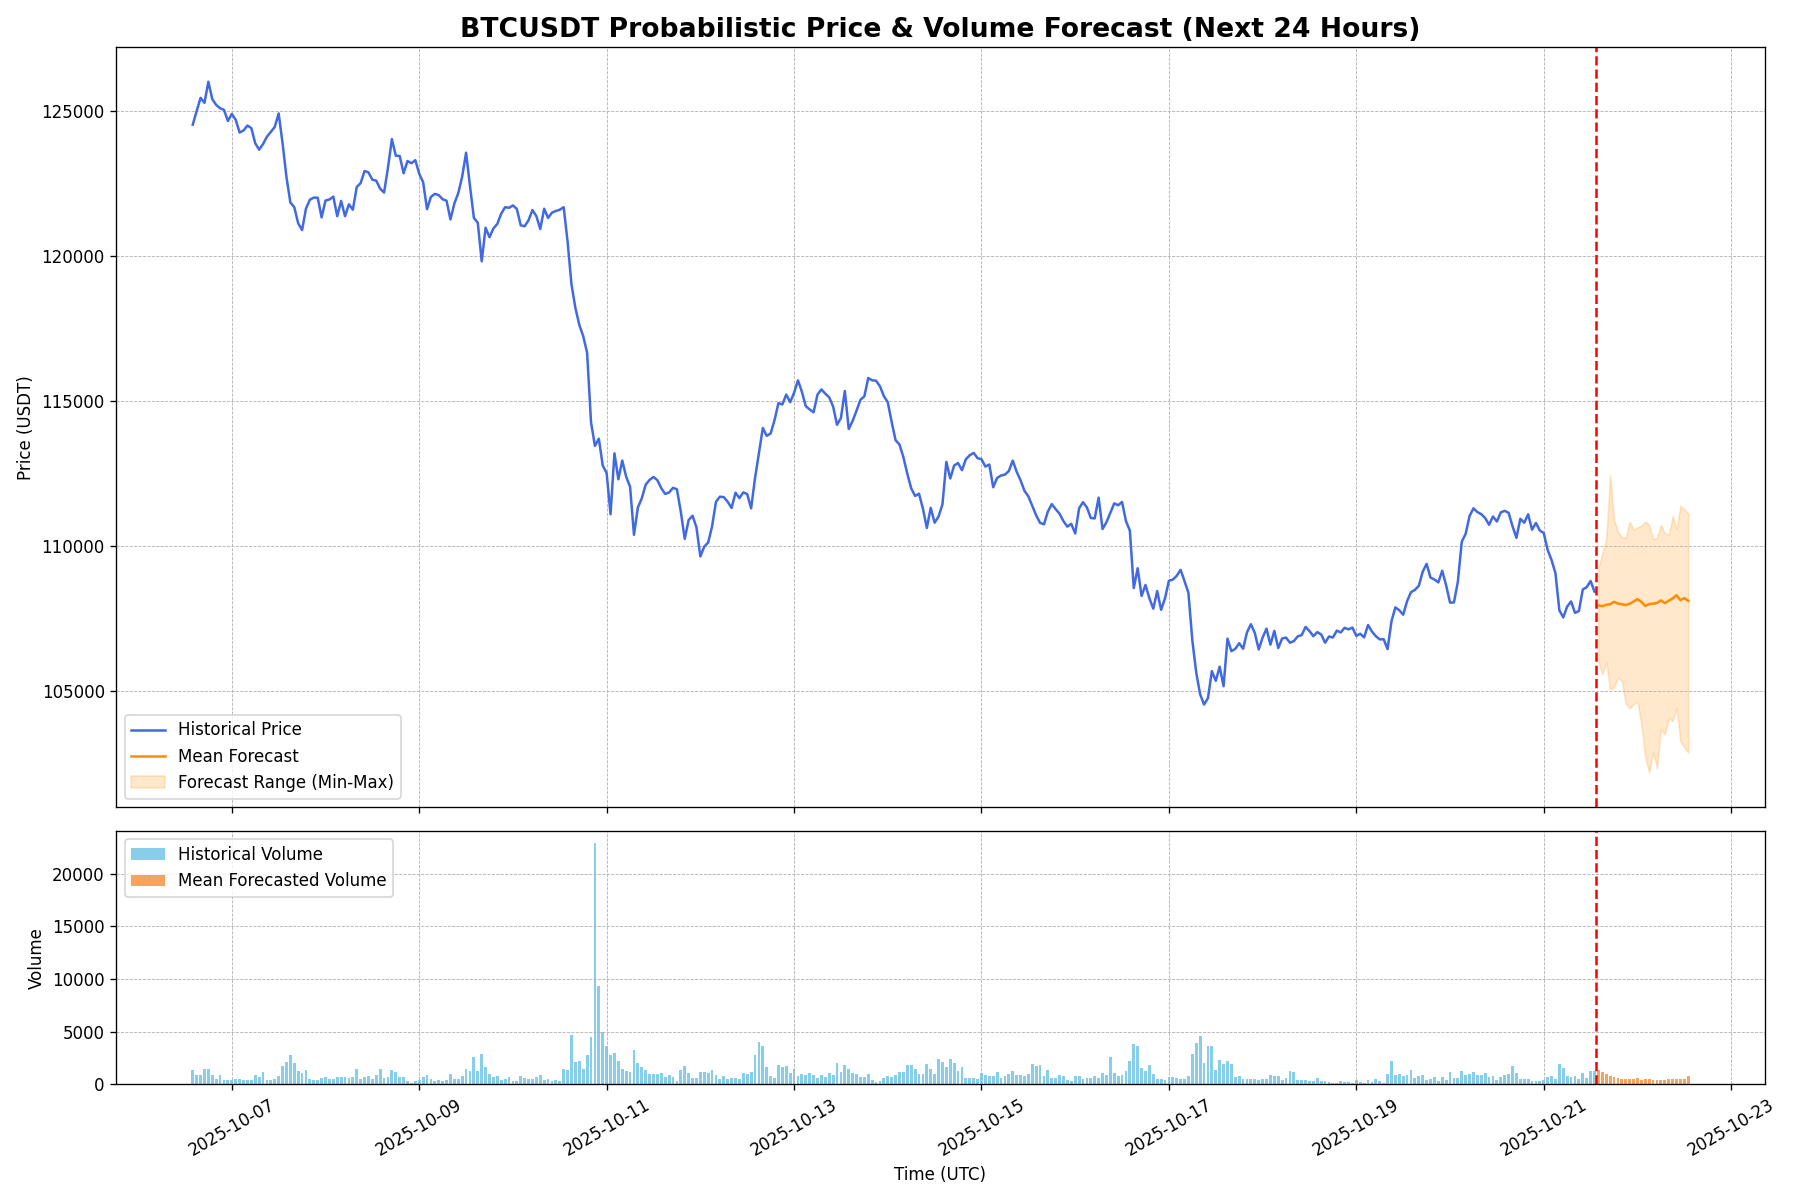 BTCUSDT Probabilistic Price & Volume Forecast (Next 24 Hours)
Price (USDT)
125000
120000
115000
110000
105000
Historical Price
Mean Forecast
Forecast Range (Min-Max)
Volume
20000
15000
10000
5000
0
Historical Volume
Mean Forecasted Volume
2025-10-07
2025-10-09
2025-10-11
2025-10-13
2025-10-15
2025-10-17
2025-10-19
2025-10-21
2025-10-23
Time (UTC)